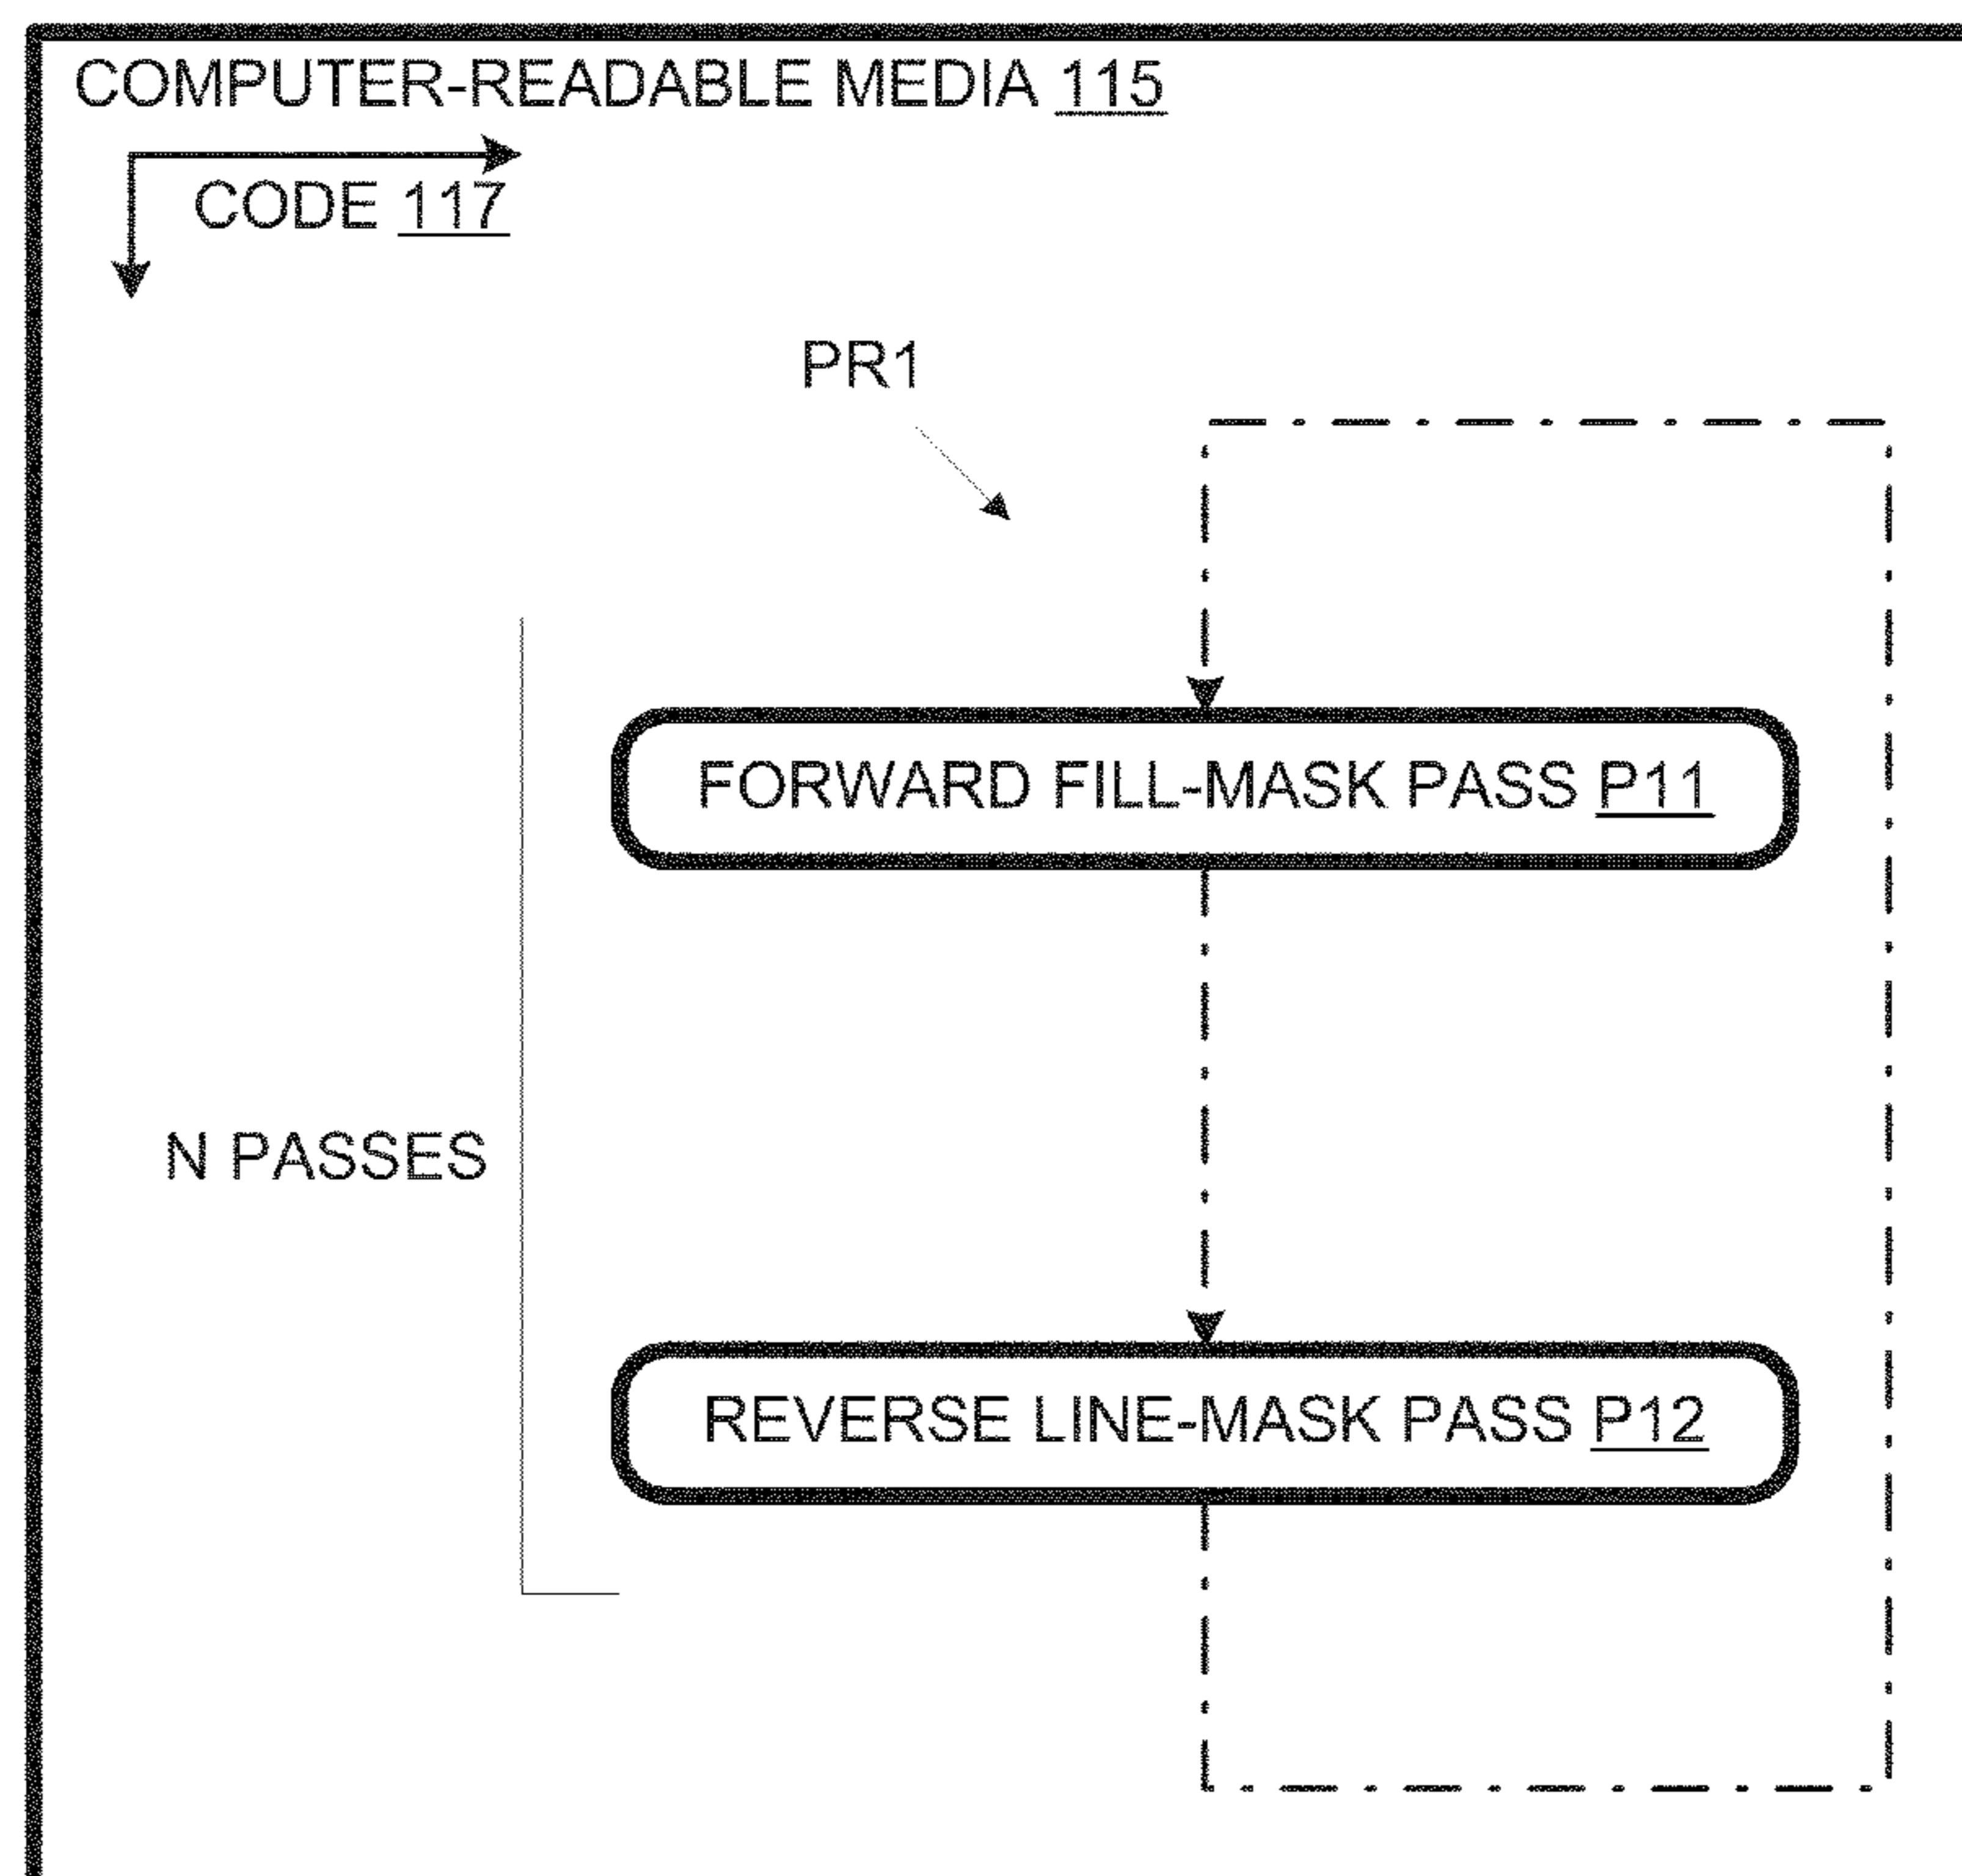 COMPUTER-READABLE MEDIA 115
CODE 117
PR1
FORWARD FILL-MASK PASS P11
N PASSES
REVERSE LINE-MASK PASS P12